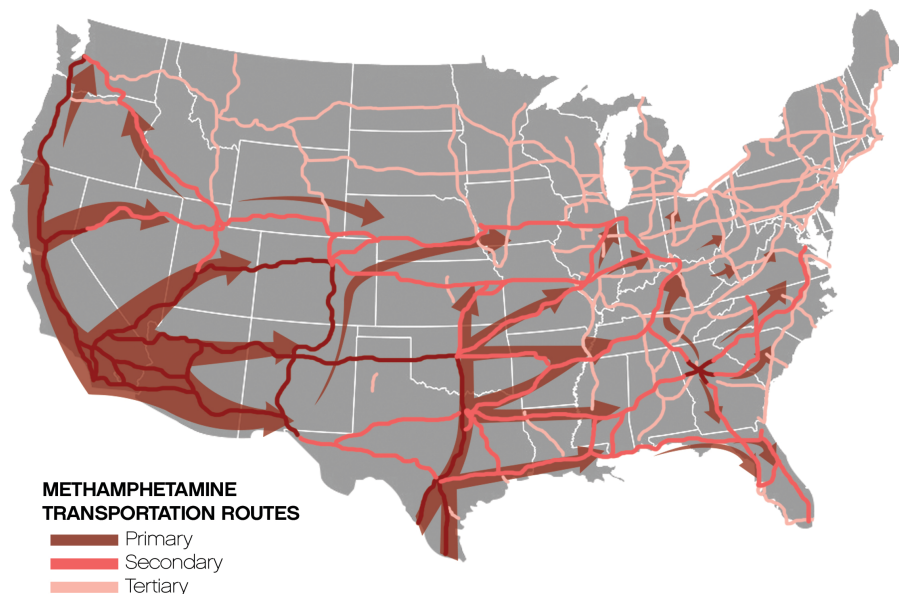 METHAMPHETAMINE
TRANSPORTATION ROUTES
Primary
Secondary
Tertiary